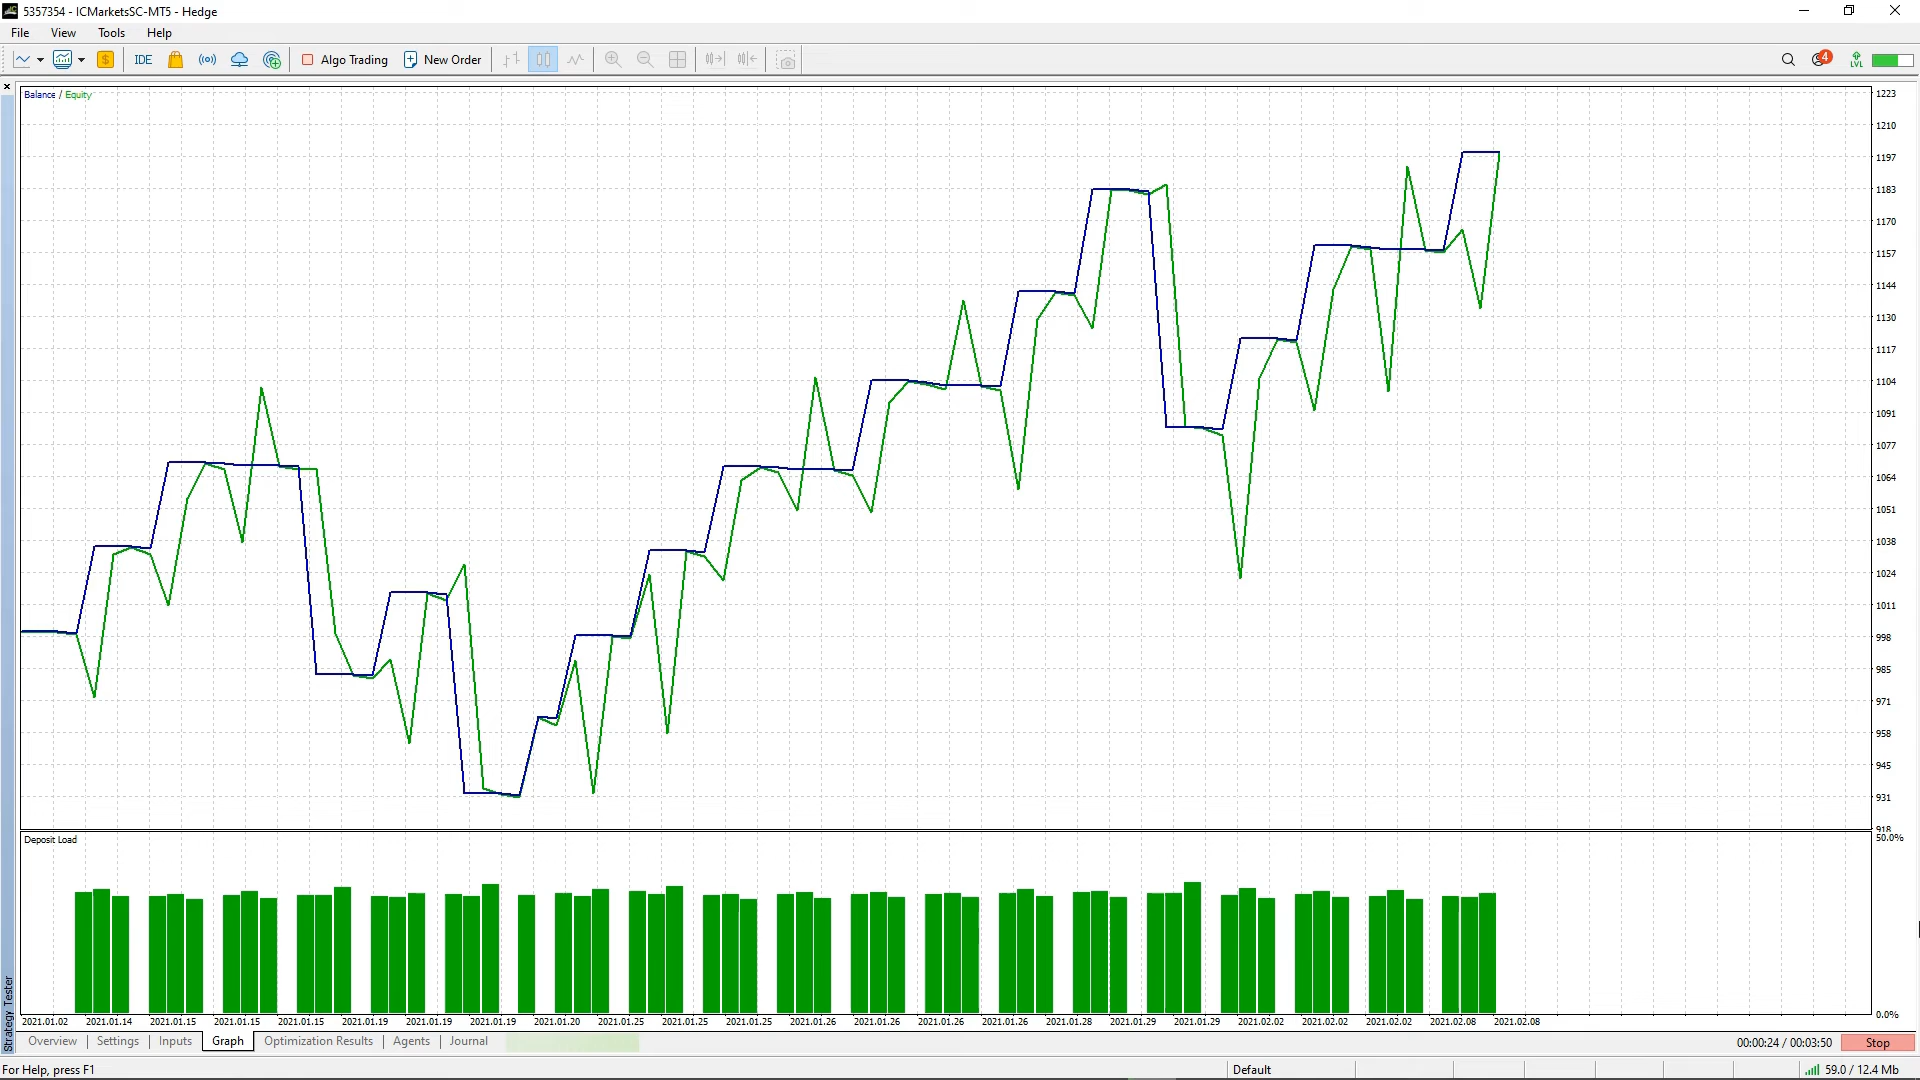 5357354 - ICMarketsSC-MT5 - Hedge
File View Tools Help
IDE Algo Trading New Order 4 LVL
Balance / Equity
1223
1210
1197
1183
1170
1157
1144
1130
1117
1104
1091
1077
1064
1051
1038
1024
1011
998
985
971
958
945
931
918
Deposit Load
50.0%
0.0%
2021.01.02 2021.01.14 2021.01.15 2021.01.15 2021.01.15 2021.01.19 2021.01.19 2021.01.19 2021.01.20 2021.01.25 2021.01.25 2021.01.25 2021.01.26 2021.01.26 2021.01.26 2021.01.26 2021.01.28 2021.01.29 2021.01.29 2021.02.02 2021.02.02 2021.02.02 2021.02.08 2021.02.08
Strategy Tester
Overview Settings Inputs Graph Optimization Results Agents Journal 00:00:24 / 00:03:50 Stop
For Help, press F1 Default 59.0 / 12.4 Mb